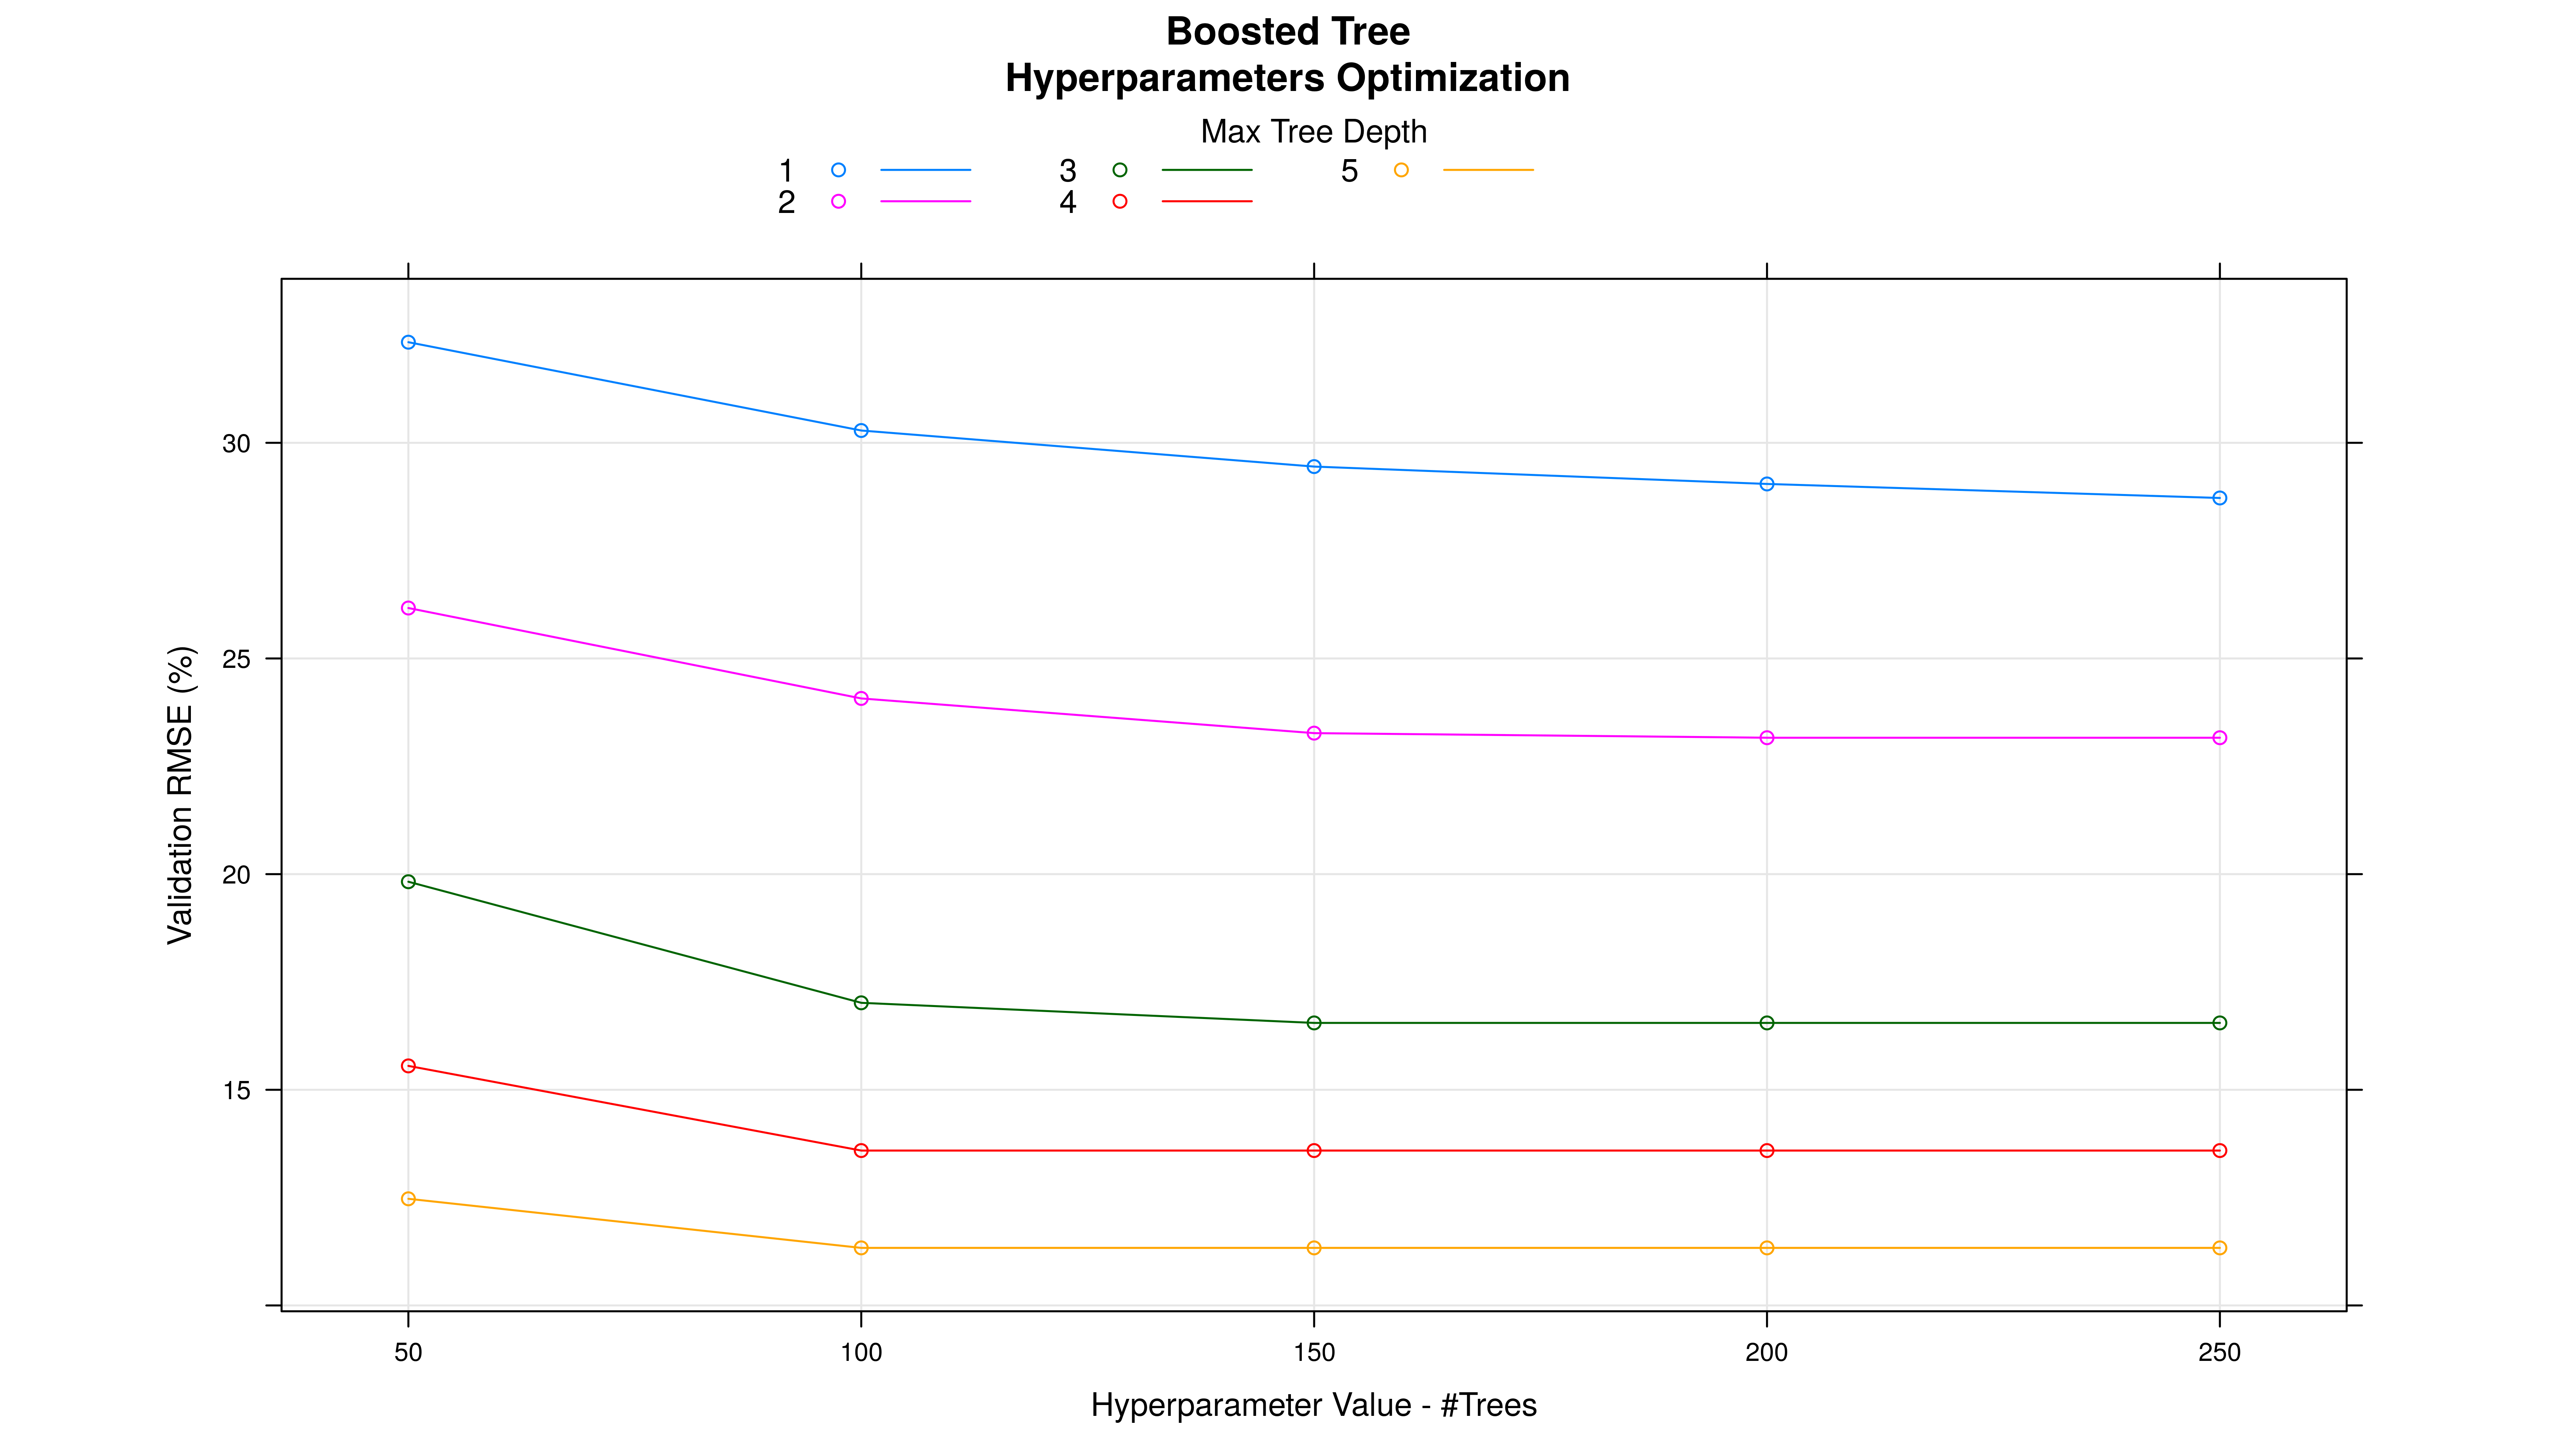 Boosted Tree
Hyperparameters Optimization
Max Tree Depth
1 3 5
2 4
30
25
20
15
Validation RMSE (%)
50 100 150 200 250
Hyperparameter Value - #Trees